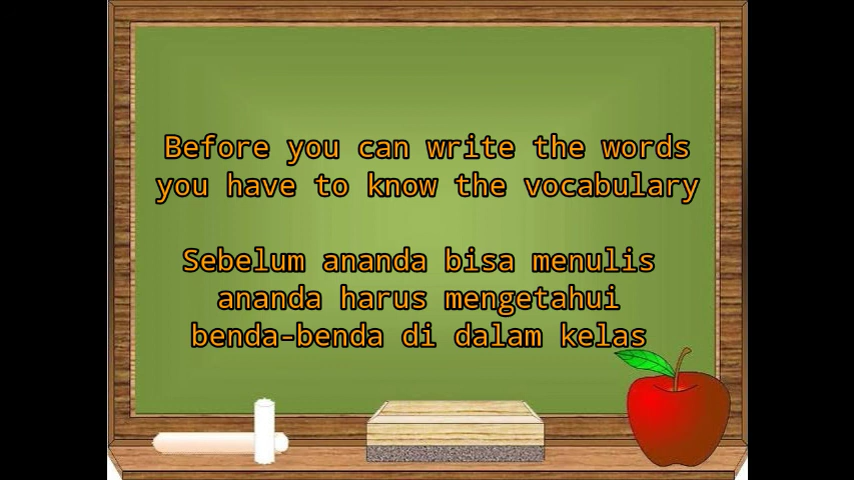 Before you can write the words
you have to know the vocabulary
Sebelum ananda bisa menulis
ananda harus mengetahui
benda-benda di dalam kelas